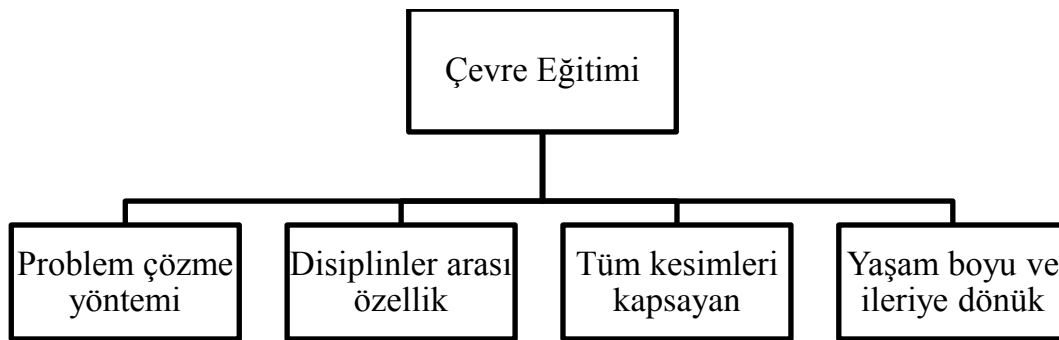 Çevre Eğitimi
Problem çözme
yöntemi
Disiplinler arası
özellik
Tüm kesimleri
kapsayan
Yaşam boyu ve
ileriye dönük